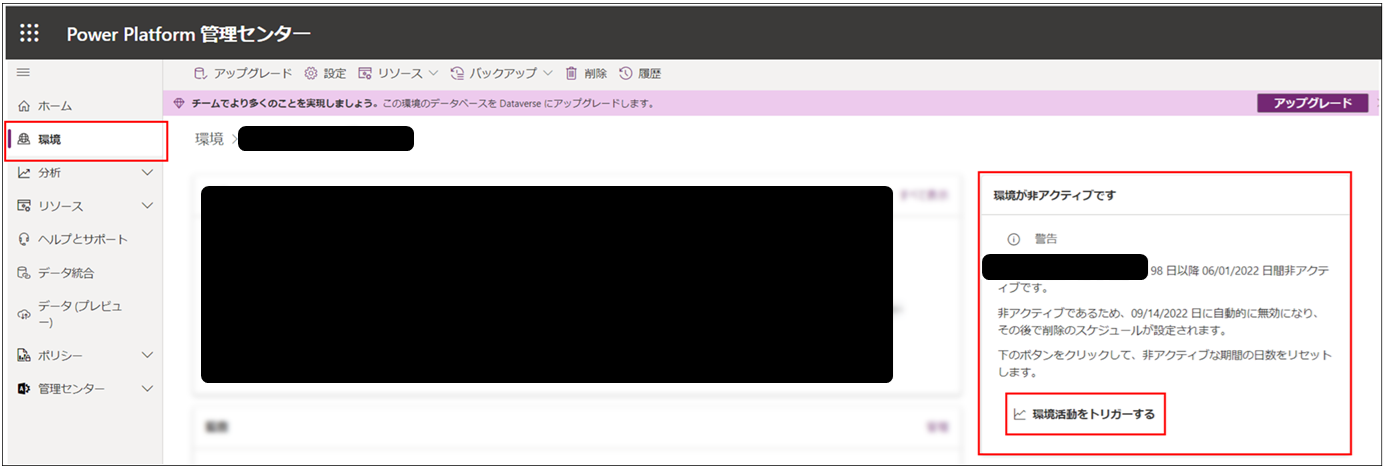 Power Platform 管理センター
アップグレード 設定 リソース バックアップ 削除 履歴
チームでより多くのことを実現しましょう。この環境のデータベースを Dataverse にアップグレードします。 アップグレード
ホーム
環境
分析
リソース
ヘルプとサポート
データ統合
データ (プレビュ
ー)
ポリシー
管理センター
環境 >
すべて表示
環境が非アクティブです
警告
98 日以降 06/01/2022 日間非アクテ
ィブです。
非アクティブであるため、09/14/2022 日に自動的に無効になり、
その後で削除のスケジュールが設定されます。
下のボタンをクリックして、非アクティブな期間の日数をリセット
します。
環境活動をトリガーする